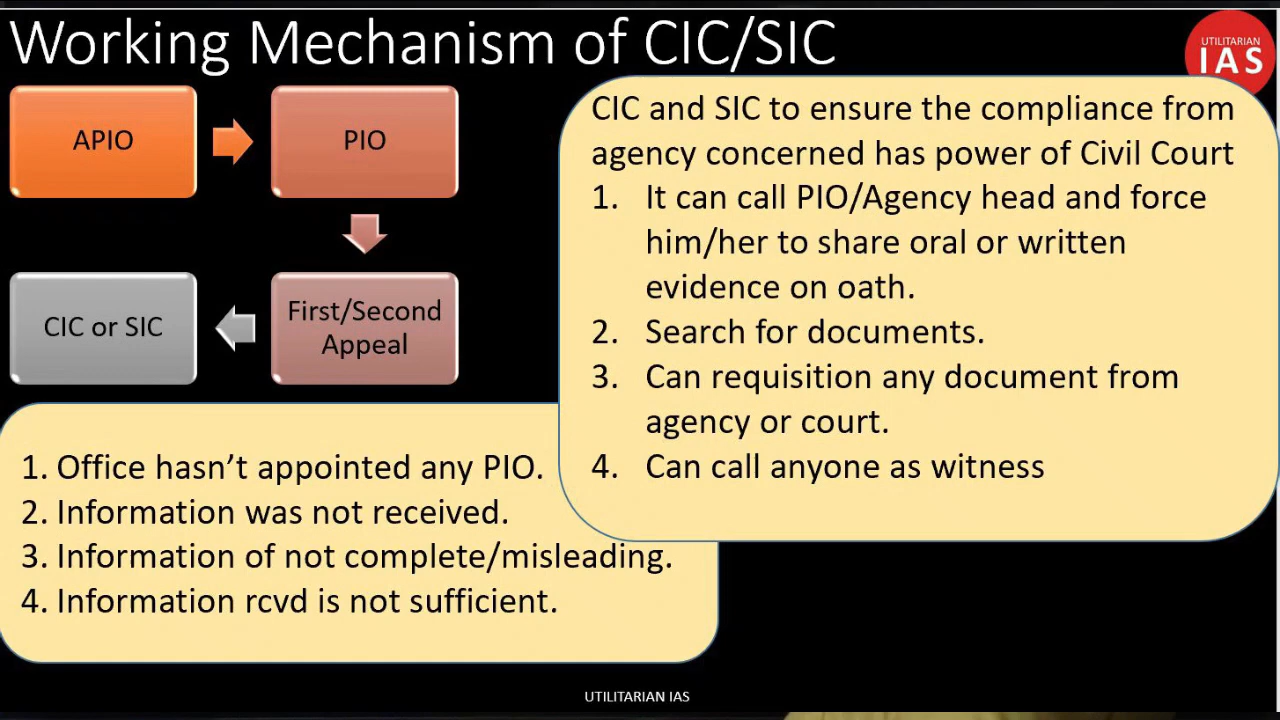 Working Mechanism of CIC/SIC
UTILITARIAN
IAS
APIO
PIO
First/Second
Appeal
CIC or SIC
CIC and SIC to ensure the compliance from
agency concerned has power of Civil Court
1. It can call PIO/Agency head and force
him/her to share oral or written
evidence on oath.
2. Search for documents.
3. Can requisition any document from
agency or court.
4. Can call anyone as witness
1. Office hasn’t appointed any PIO.
2. Information was not received.
3. Information of not complete/misleading.
4. Information rcvd is not sufficient.
UTILITARIAN IAS